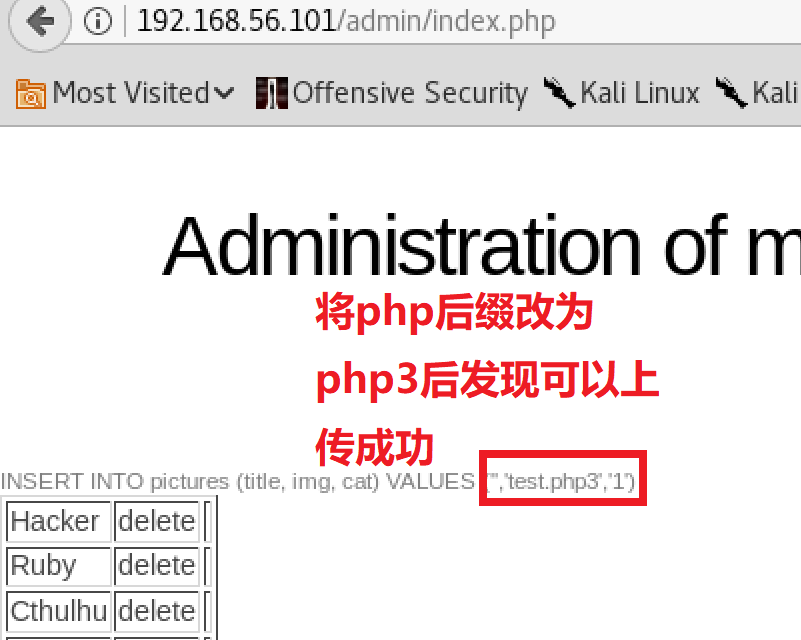 192.168.56.101/admin/index.php
Most Visited Offensive Security Kali Linux Kali
Administration of m
将php后缀改为
php3后发现可以上
传成功
INSERT INTO pictures (title, img, cat) VALUES ('','test.php3','1')
Hacker delete
Ruby delete
Cthulhu delete